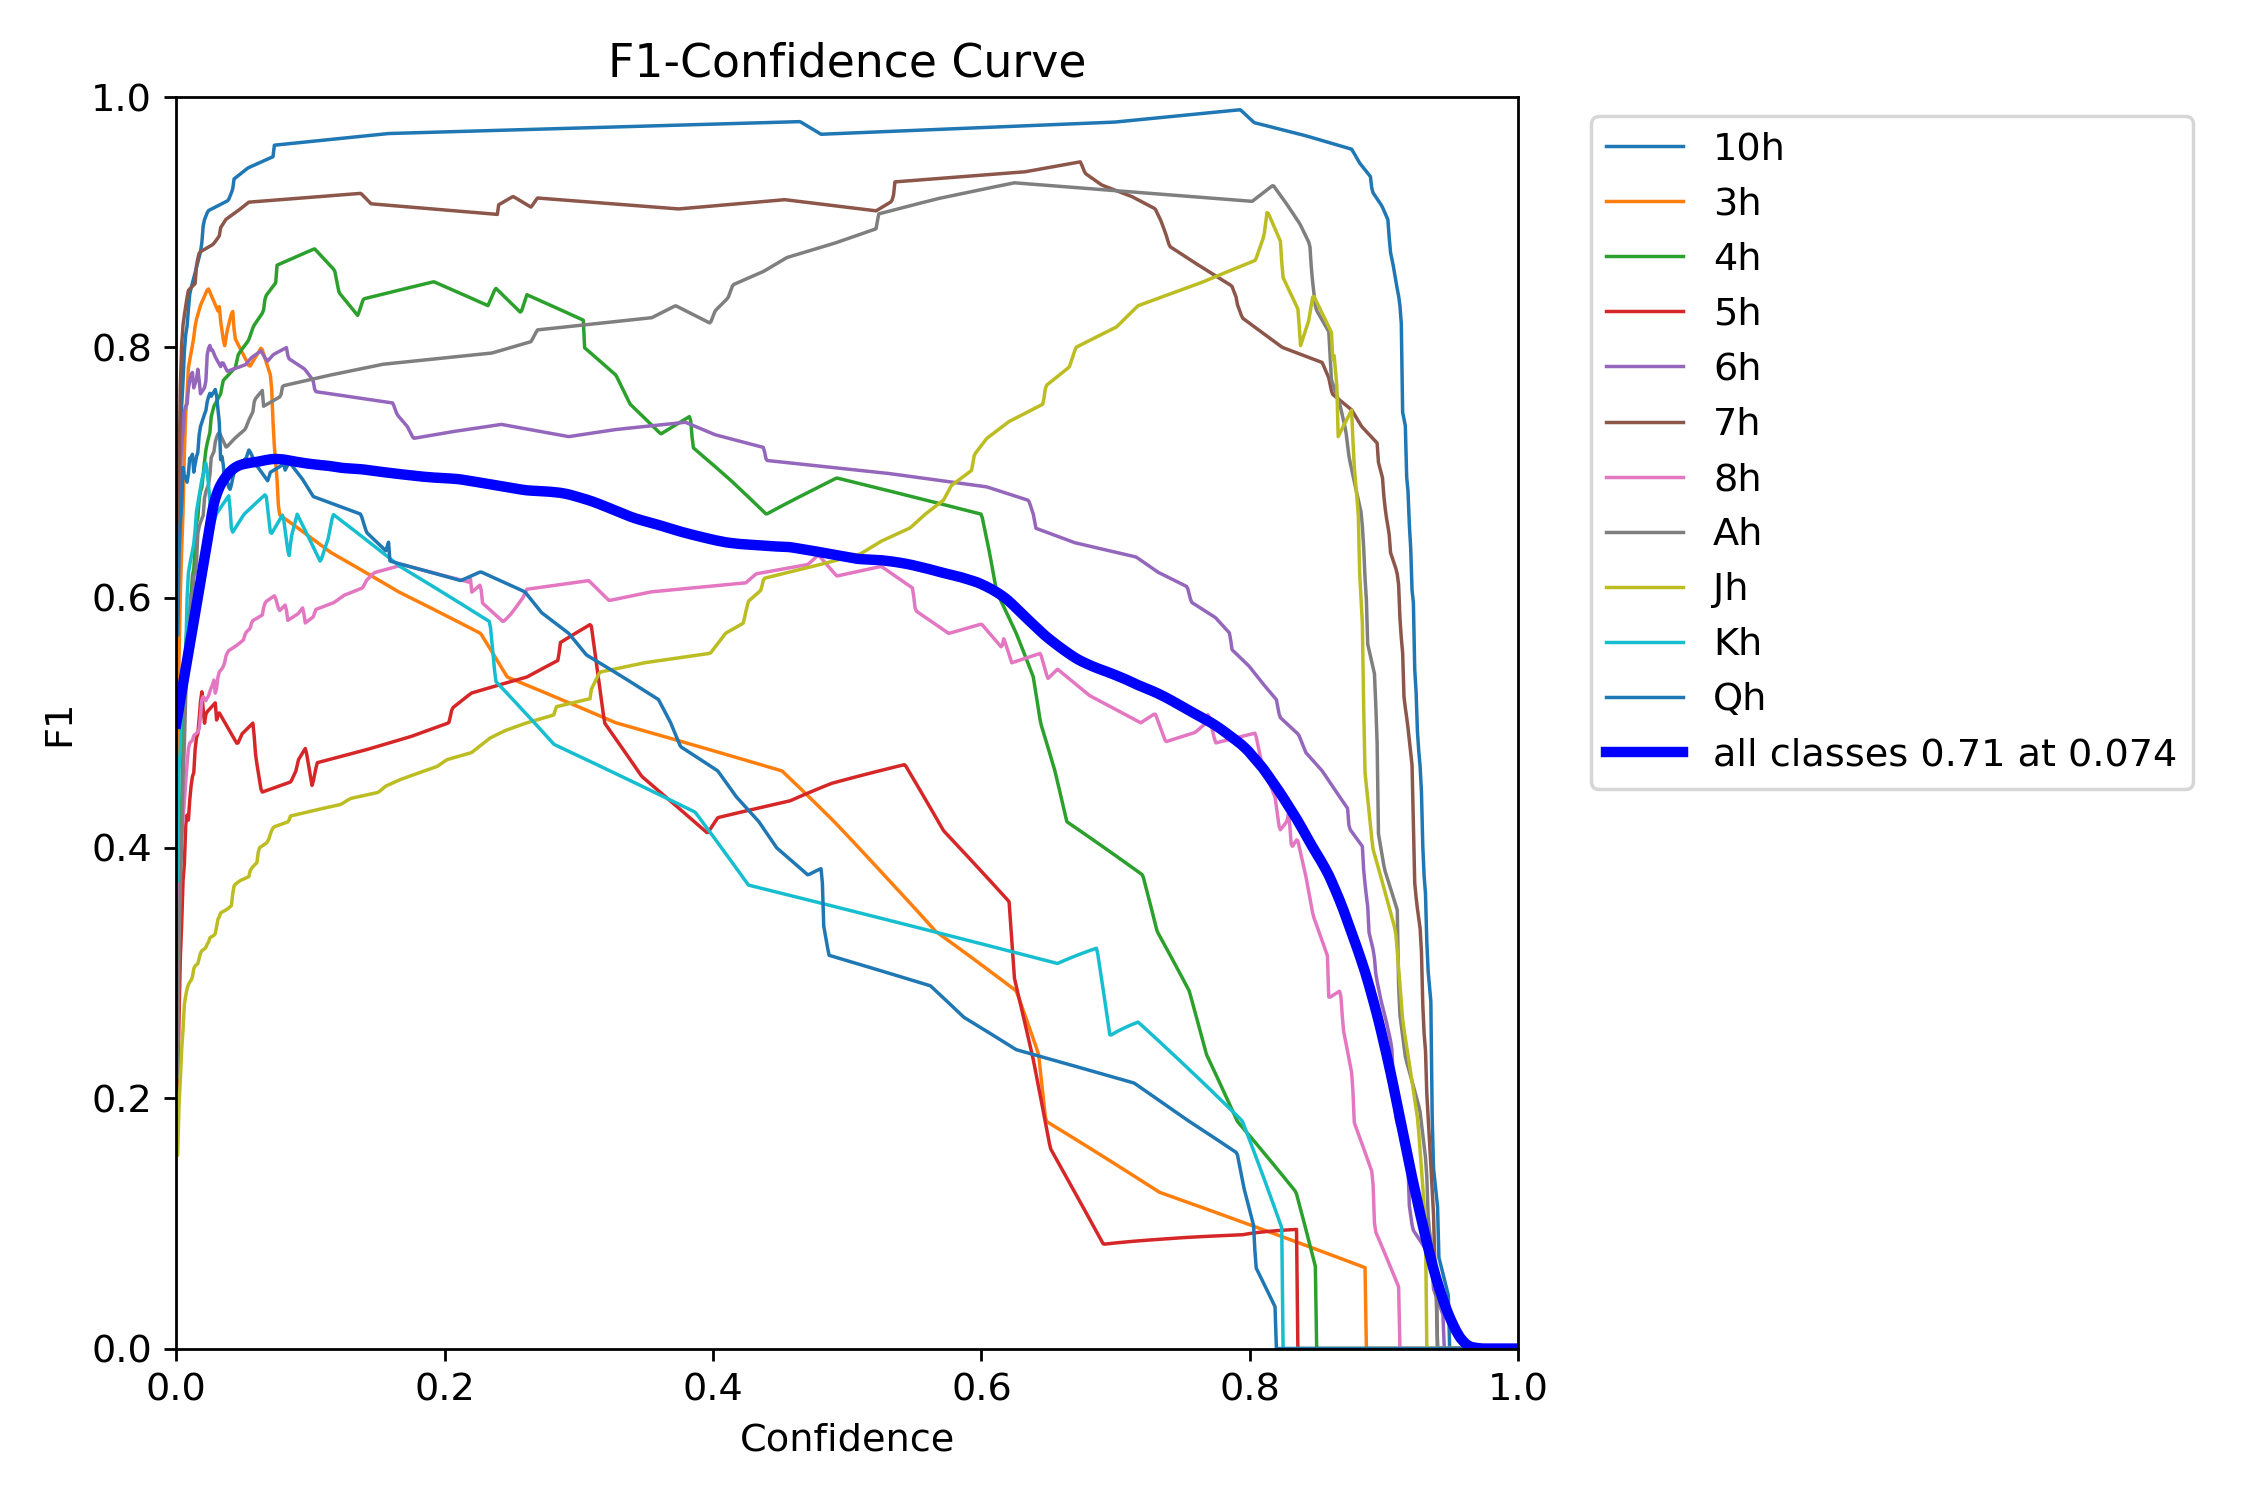 F1-Confidence Curve
1.0
0.8
0.6
0.4
0.2
0.0
F1
0.0 0.2 0.4 0.6 0.8 1.0
Confidence
10h
3h
4h
5h
6h
7h
8h
Ah
Jh
Kh
Qh
all classes 0.71 at 0.074